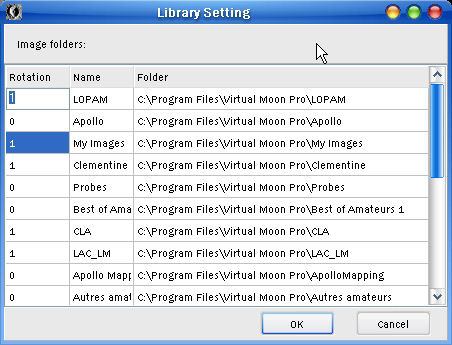 Library Setting
Image folders:
Rotation Name Folder
1 LOPAM C:\Program Files\Virtual Moon Pro\LOPAM
0 Apollo C:\Program Files\Virtual Moon Pro\Apollo
1 My Images C:\Program Files\Virtual Moon Pro\My Images
1 Clementine C:\Program Files\Virtual Moon Pro\Clementine
0 Probes C:\Program Files\Virtual Moon Pro\Probes
0 Best of Ama C:\Program Files\Virtual Moon Pro\Best of Amateurs 1
1 CLA C:\Program Files\Virtual Moon Pro\CLA
1 LAC_LM C:\Program Files\Virtual Moon Pro\LAC_LM
0 Apollo Mapp C:\Program Files\Virtual Moon Pro\ApolloMapping
0 Autres amat C:\Program Files\Virtual Moon Pro\Autres amateurs
OK Cancel